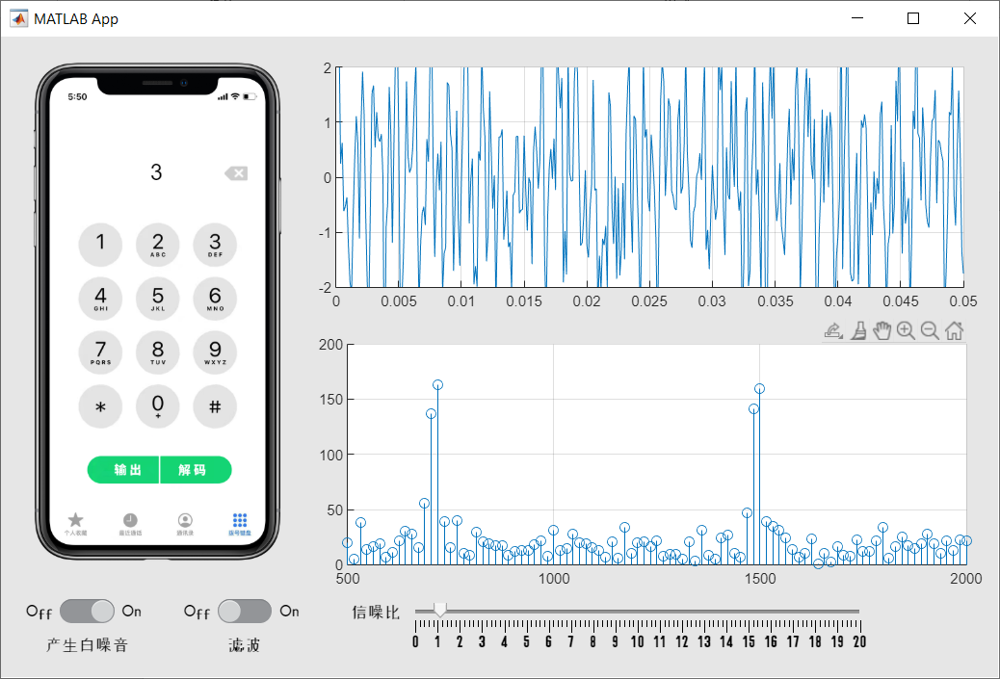 MATLAB App
5:50
3
1 2 3
ABC DEF
4 5 6
GHI JKL MNO
7 8 9
PQRS TUV WXYZ
* 0 #
+
输出 解码
个人收藏 最近通话 通讯录 拨号键盘
Off On
产生白噪音
Off On
滤波
2
1
0
-1
-2
0 0.005 0.01 0.015 0.02 0.025 0.03 0.035 0.04 0.045 0.05
200
150
100
50
0
500 1000 1500 2000
信噪比
0 1 2 3 4 5 6 7 8 9 10 11 12 13 14 15 16 17 18 19 20